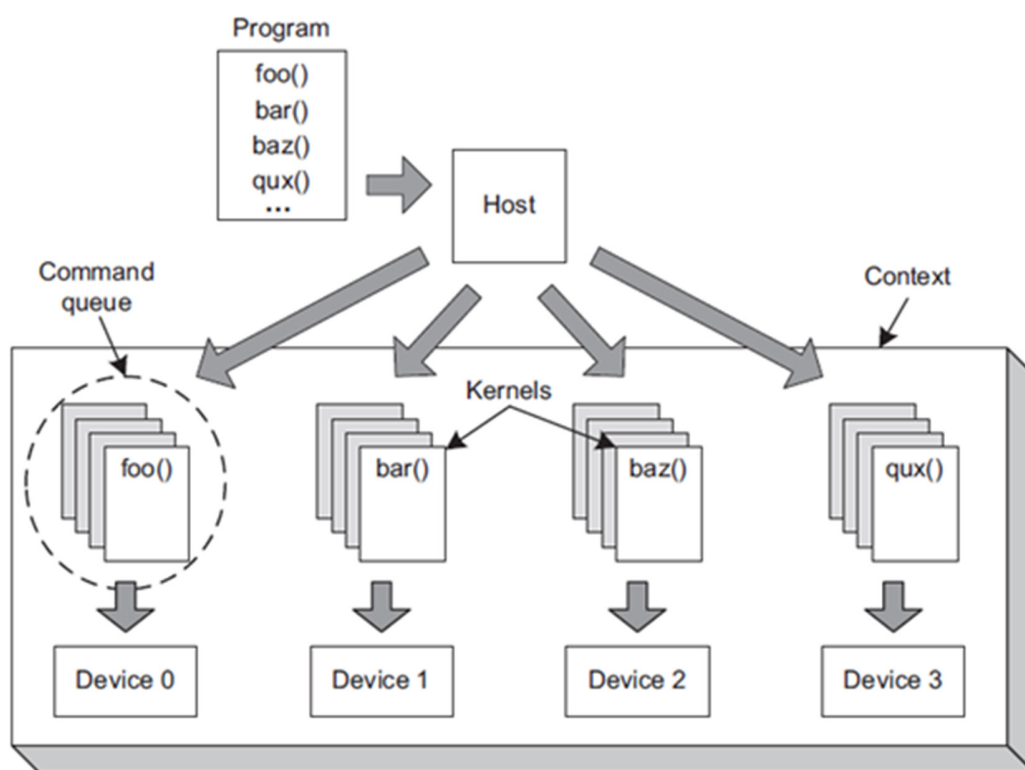 Program
foo()
bar()
baz()
qux()
...
Host
Command
queue
Context
Kernels
foo()
bar()
baz()
qux()
Device 0
Device 1
Device 2
Device 3